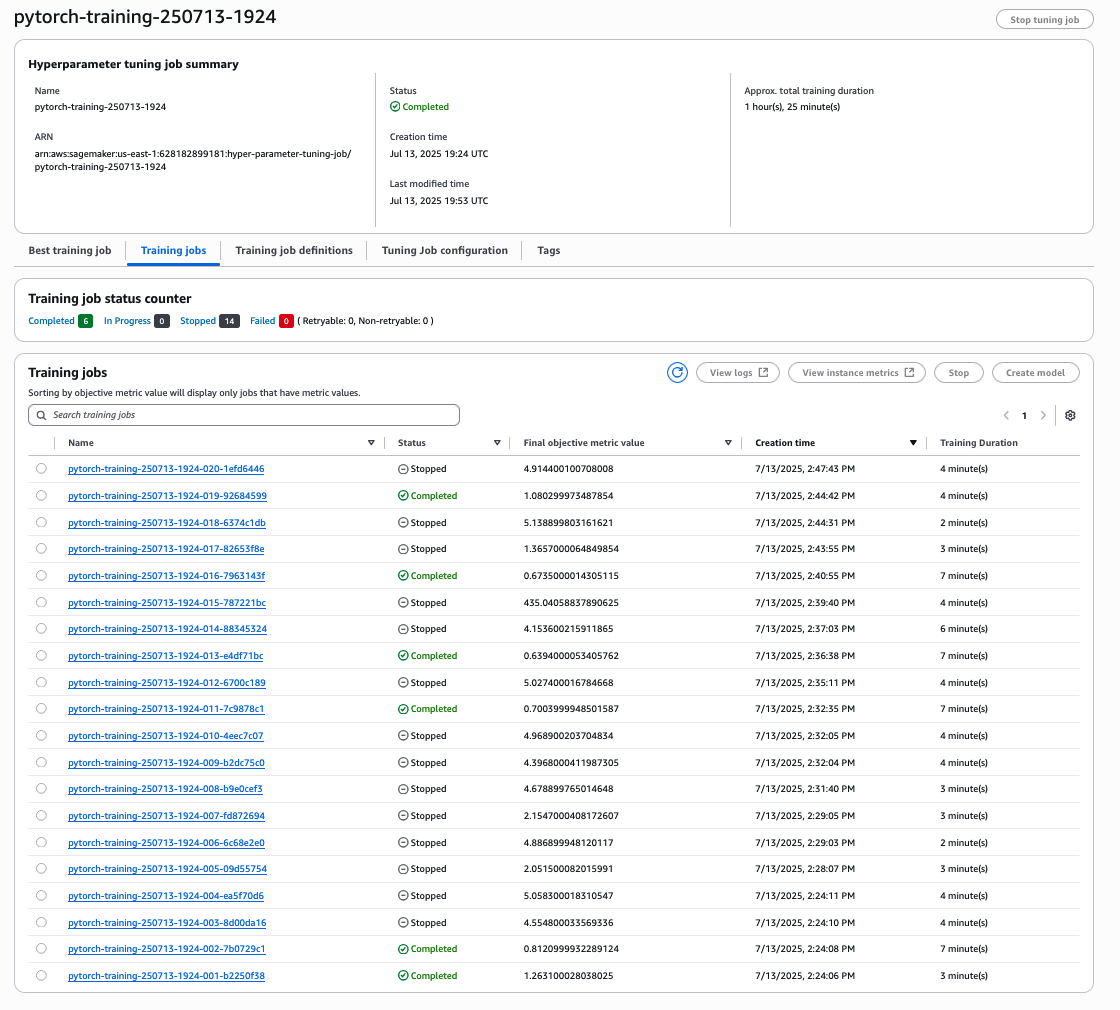 pytorch-training-250713-1924
Stop tuning job
Hyperparameter tuning job summary
Name
pytorch-training-250713-1924
ARN
arn:aws:sagemaker:us-east-1:628182899181:hyper-parameter-tuning-job/
pytorch-training-250713-1924
Status
Completed
Creation time
Jul 13, 2025 19:24 UTC
Last modified time
Jul 13, 2025 19:53 UTC
Approx. total training duration
1 hour(s), 25 minute(s)
Best training job Training jobs Training job definitions Tuning Job configuration Tags
Training job status counter
Completed 6 In Progress 0 Stopped 14 Failed 0 ( Retryable: 0, Non-retryable: 0 )
Training jobs
View logs View instance metrics Stop Create model
Sorting by objective metric value will display only jobs that have metric values.
Search training jobs
1
Name Status Final objective metric value Creation time Training Duration
pytorch-training-250713-1924-020-1efd6446 Stopped 4.914400100708008 7/13/2025, 2:47:43 PM 4 minute(s)
pytorch-training-250713-1924-019-92684599 Completed 1.080299973487854 7/13/2025, 2:44:42 PM 4 minute(s)
pytorch-training-250713-1924-018-6374c1db Stopped 5.138899803161621 7/13/2025, 2:44:31 PM 2 minute(s)
pytorch-training-250713-1924-017-82653f8e Stopped 1.3657000064849854 7/13/2025, 2:43:55 PM 3 minute(s)
pytorch-training-250713-1924-016-7963143f Completed 0.6735000014305115 7/13/2025, 2:40:55 PM 7 minute(s)
pytorch-training-250713-1924-015-787221bc Stopped 435.04058837890625 7/13/2025, 2:39:40 PM 4 minute(s)
pytorch-training-250713-1924-014-88345324 Stopped 4.153600215911865 7/13/2025, 2:37:03 PM 6 minute(s)
pytorch-training-250713-1924-013-e4df71bc Completed 0.6394000053405762 7/13/2025, 2:36:38 PM 7 minute(s)
pytorch-training-250713-1924-012-6700c189 Stopped 5.027400016784668 7/13/2025, 2:35:11 PM 4 minute(s)
pytorch-training-250713-1924-011-7c9878c1 Completed 0.7003999948501587 7/13/2025, 2:32:35 PM 7 minute(s)
pytorch-training-250713-1924-010-4eec7c07 Stopped 4.968900203704834 7/13/2025, 2:32:05 PM 4 minute(s)
pytorch-training-250713-1924-009-b2dc75c0 Stopped 4.3968000411987305 7/13/2025, 2:32:04 PM 4 minute(s)
pytorch-training-250713-1924-008-b9e0cef3 Stopped 4.678899765014648 7/13/2025, 2:31:40 PM 3 minute(s)
pytorch-training-250713-1924-007-fd872694 Stopped 2.1547000408172607 7/13/2025, 2:29:05 PM 3 minute(s)
pytorch-training-250713-1924-006-6c68e2e0 Stopped 4.886899948120117 7/13/2025, 2:29:03 PM 2 minute(s)
pytorch-training-250713-1924-005-09d55754 Stopped 2.051500082015991 7/13/2025, 2:28:07 PM 3 minute(s)
pytorch-training-250713-1924-004-ea5f70d6 Stopped 5.058300018310547 7/13/2025, 2:24:11 PM 4 minute(s)
pytorch-training-250713-1924-003-8d00da16 Stopped 4.554800033569336 7/13/2025, 2:24:10 PM 4 minute(s)
pytorch-training-250713-1924-002-7b0729c1 Completed 0.8120999932289124 7/13/2025, 2:24:08 PM 7 minute(s)
pytorch-training-250713-1924-001-b2250f38 Completed 1.263100028038025 7/13/2025, 2:24:06 PM 3 minute(s)